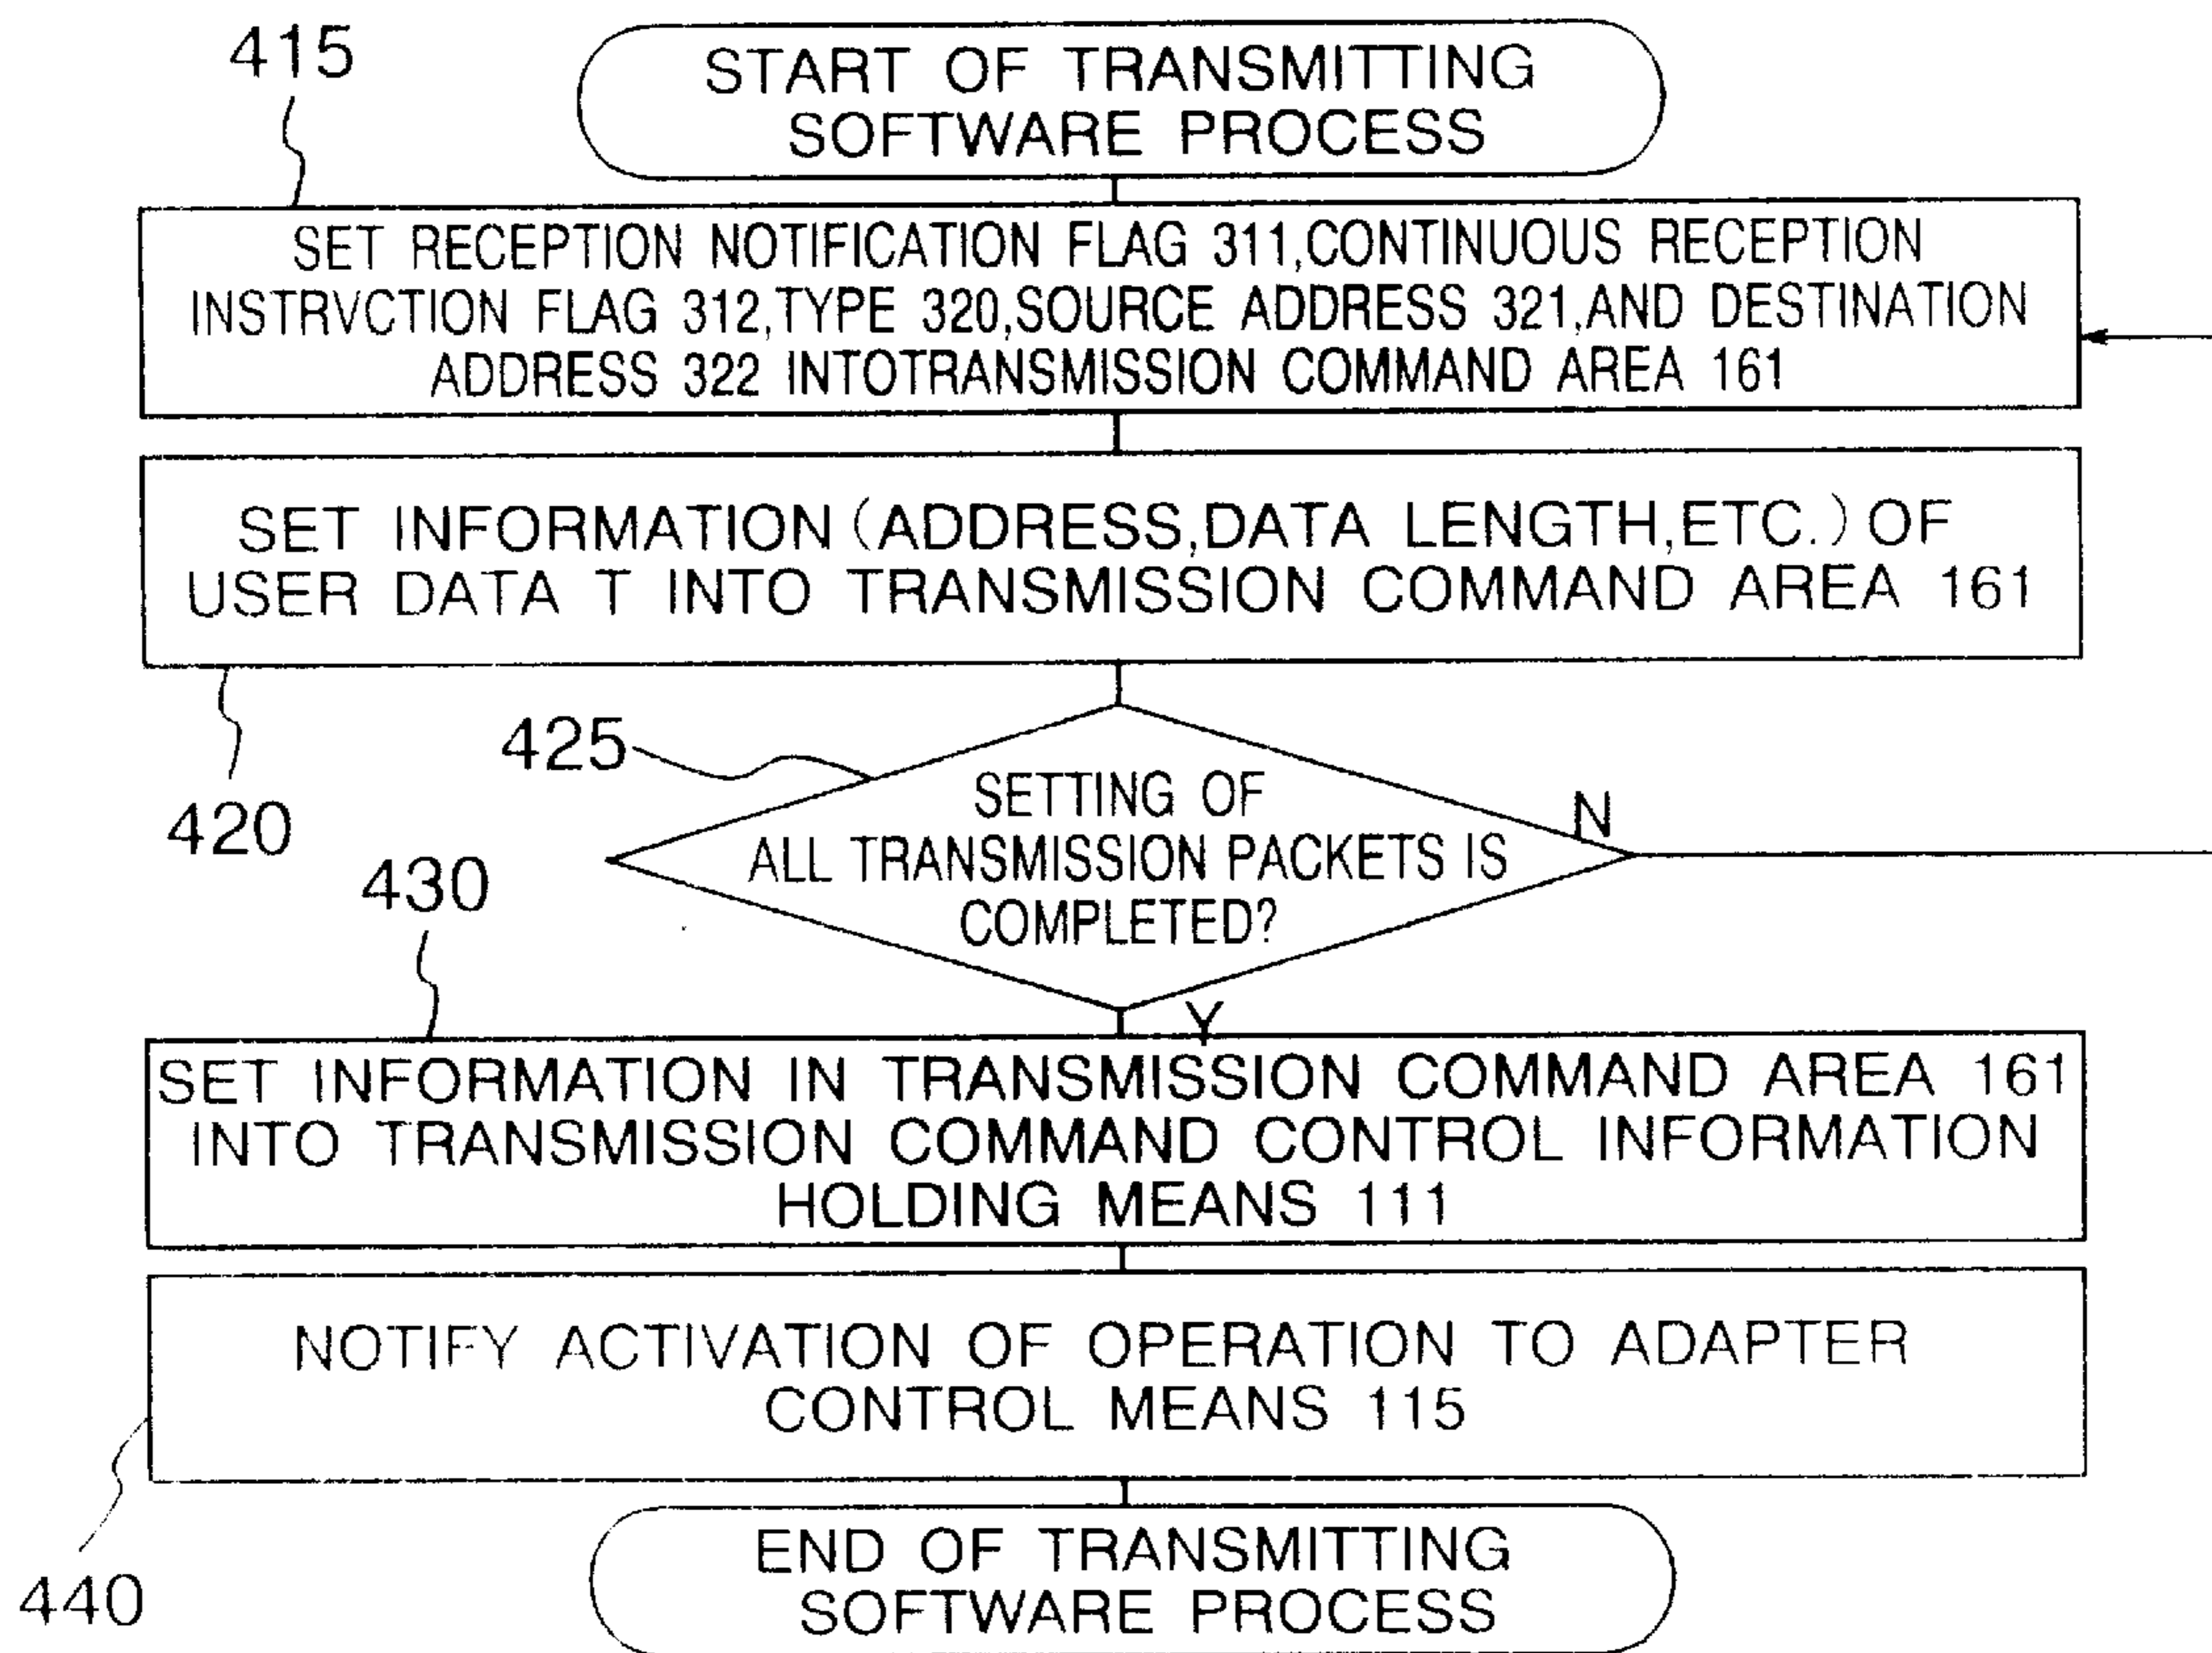 415
START OF TRANSMITTING
SOFTWARE PROCESS
SET RECEPTION NOTIFICATION FLAG 311,CONTINUOUS RECEPTION
INSTRVCTION FLAG 312,TYPE 320,SOURCE ADDRESS 321,AND DESTINATION
ADDRESS 322 INTOTRANSMISSION COMMAND AREA 161
SET INFORMATION (ADDRESS,DATA LENGTH,ETC.) OF
USER DATA T INTO TRANSMISSION COMMAND AREA 161
420
425
SETTING OF
ALL TRANSMISSION PACKETS IS
COMPLETED?
N
Y
430
SET INFORMATION IN TRANSMISSION COMMAND AREA 161
INTO TRANSMISSION COMMAND CONTROL INFORMATION
HOLDING MEANS 111
NOTIFY ACTIVATION OF OPERATION TO ADAPTER
CONTROL MEANS 115
440
END OF TRANSMITTING
SOFTWARE PROCESS